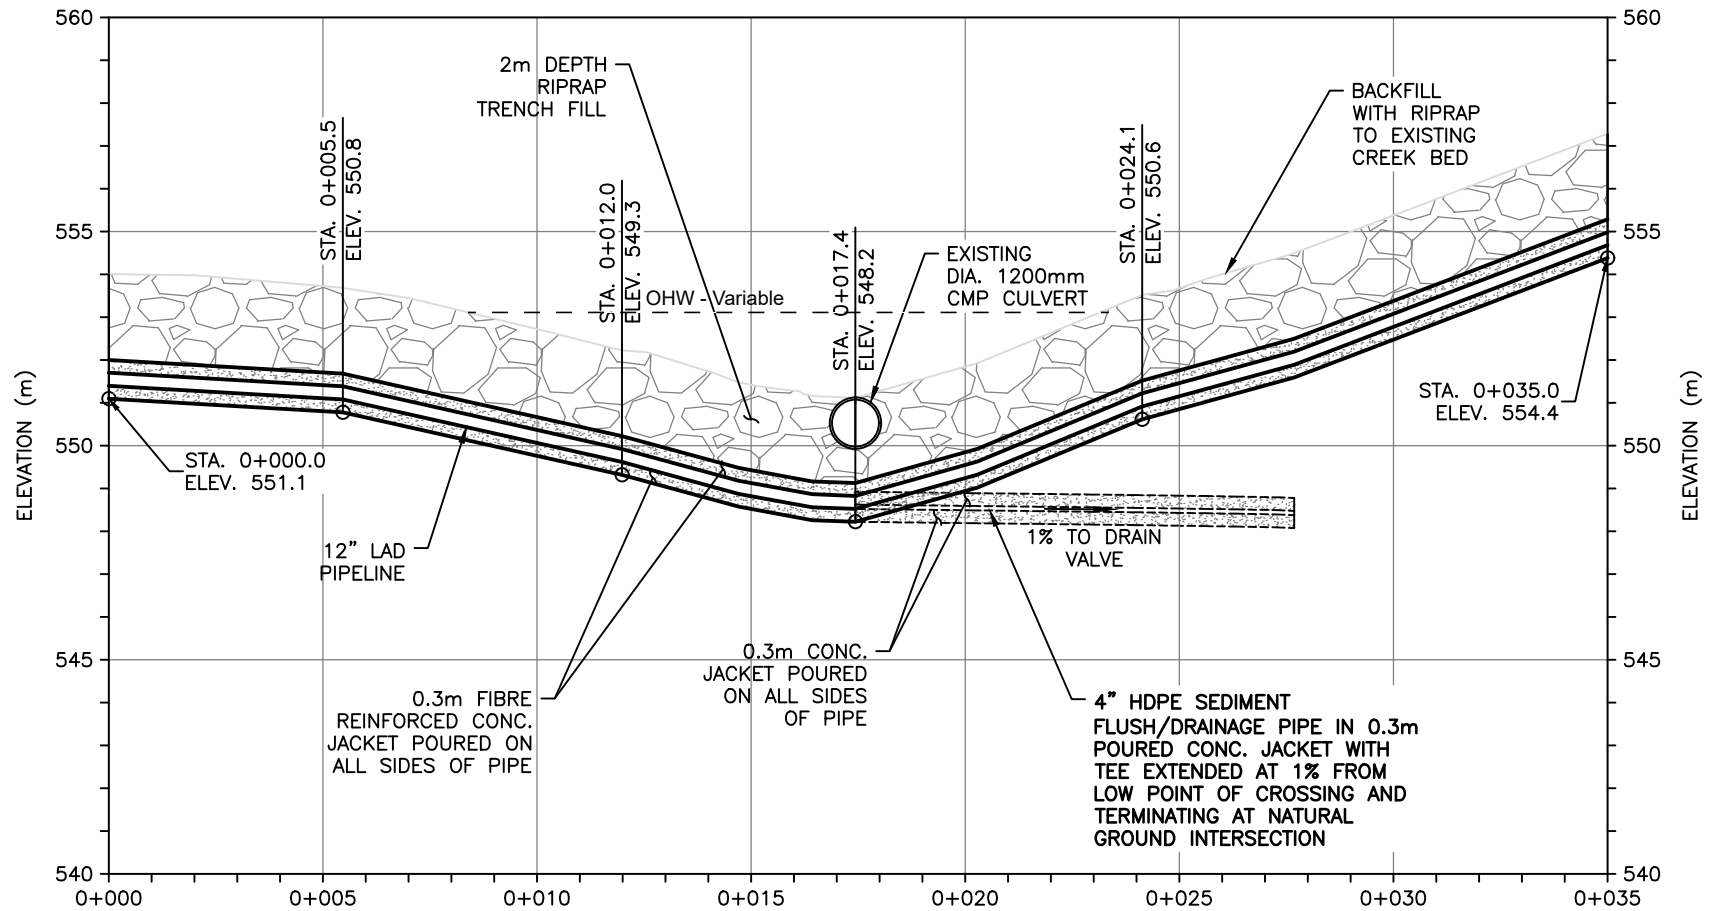 560
555
550
545
540
ELEVATION (m)
0+000
0+005
0+010
0+015
0+020
0+025
0+030
0+035
560
555
550
545
540
ELEVATION (m)
2m DEPTH
RIPRAP
TRENCH FILL
STA. 0+005.5
ELEV. 550.8
STA. 0+012.0
ELEV. 549.3
OHW - Variable
STA. 0+017.4
ELEV. 548.2
EXISTING
DIA. 1200mm
CMP CULVERT
STA. 0+024.1
ELEV. 550.6
BACKFILL
WITH RIPRAP
TO EXISTING
CREEK BED
STA. 0+035.0
ELEV. 554.4
STA. 0+000.0
ELEV. 551.1
12” LAD
PIPELINE
1% TO DRAIN
VALVE
0.3m FIBRE
REINFORCED CONC.
JACKET POURED ON
ALL SIDES OF PIPE
0.3m CONC.
JACKET POURED
ON ALL SIDES
OF PIPE
4” HDPE SEDIMENT
FLUSH/DRAINAGE PIPE IN 0.3m
POURED CONC. JACKET WITH
TEE EXTENDED AT 1% FROM
LOW POINT OF CROSSING AND
TERMINATING AT NATURAL
GROUND INTERSECTION